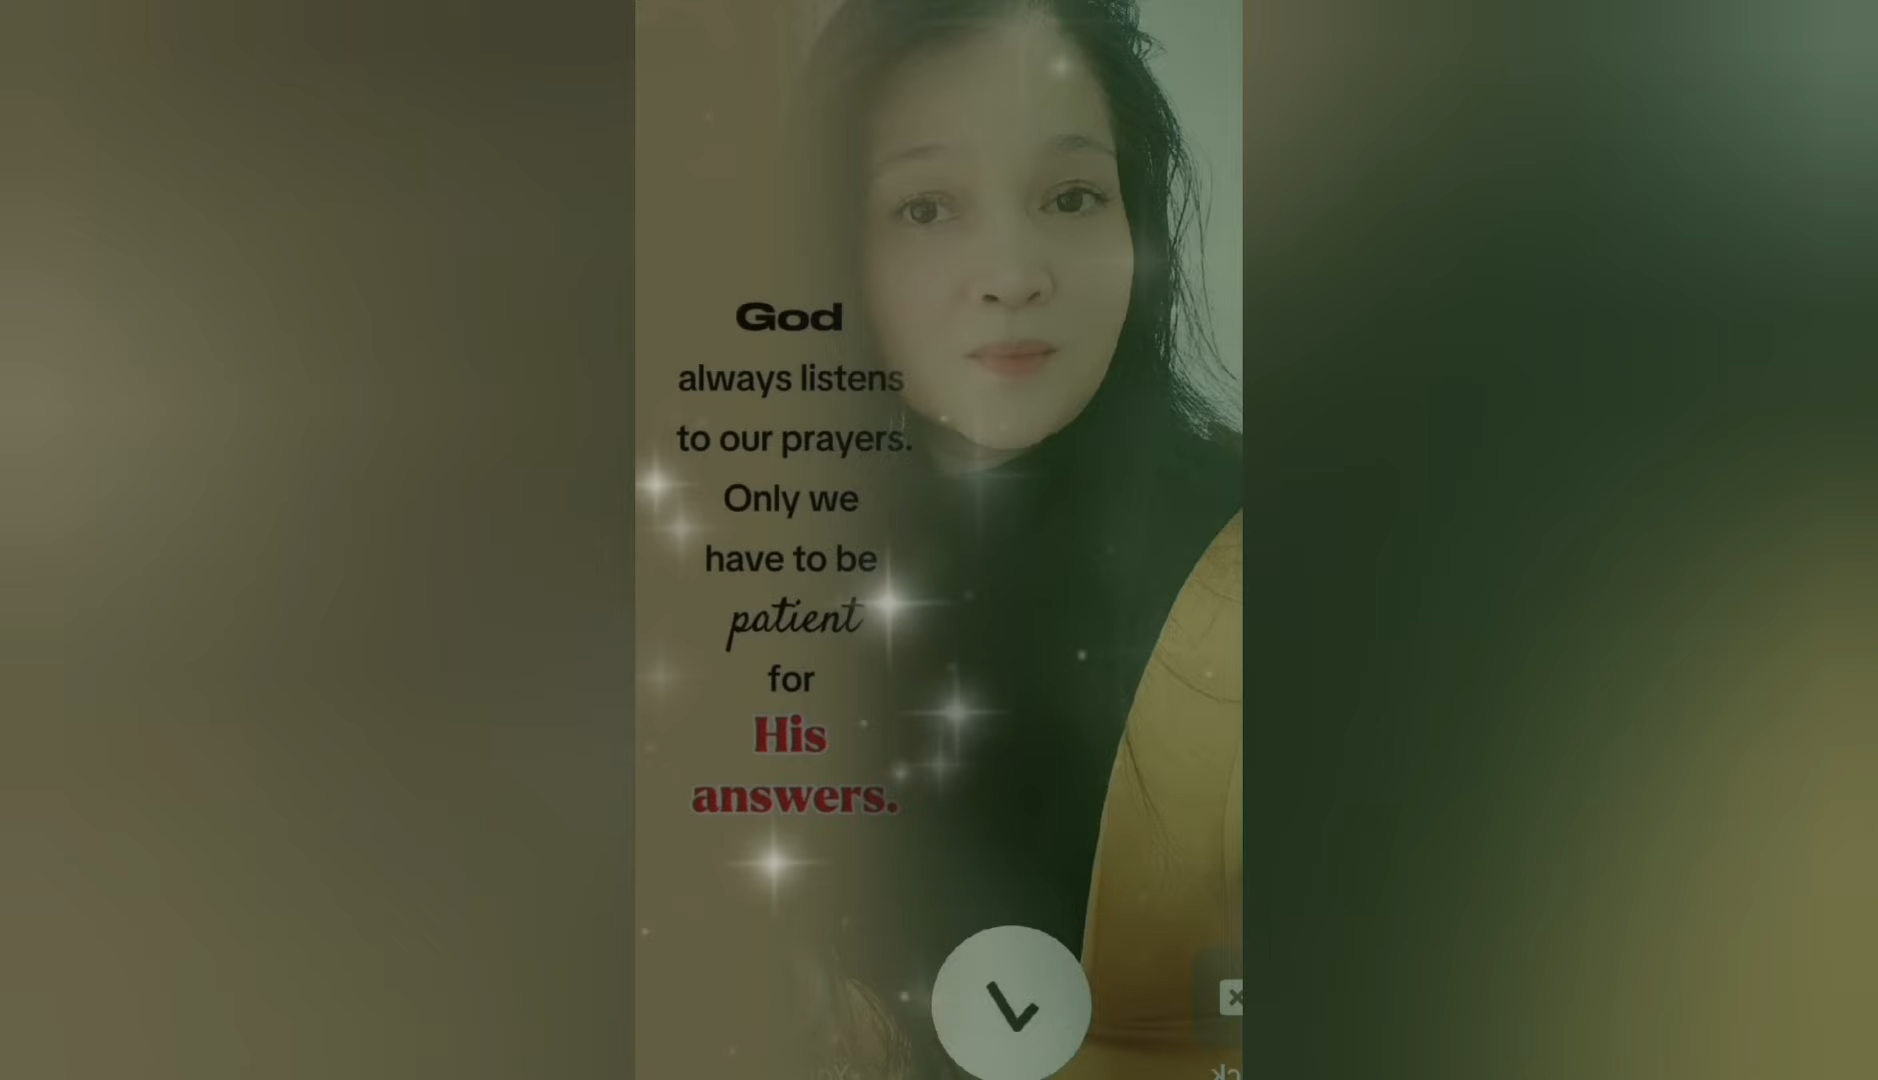 God
always listens
to our prayers.
Only we
have to be
patient
for
His
answers.